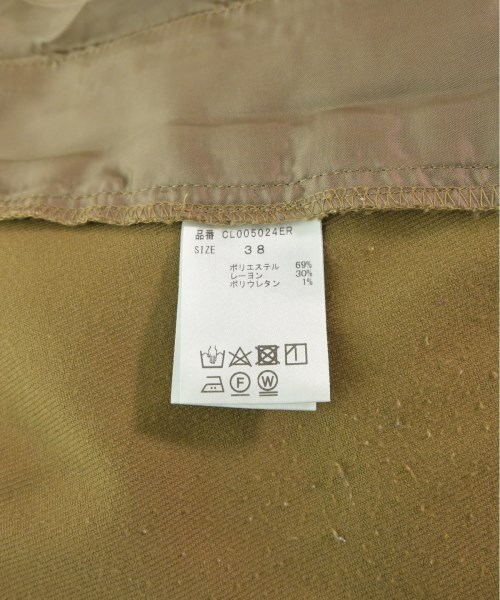 品番 CL005024ER
SIZE 38
ポリエステル 69%
レーヨン 30%
ポリウレタン 1%
F W